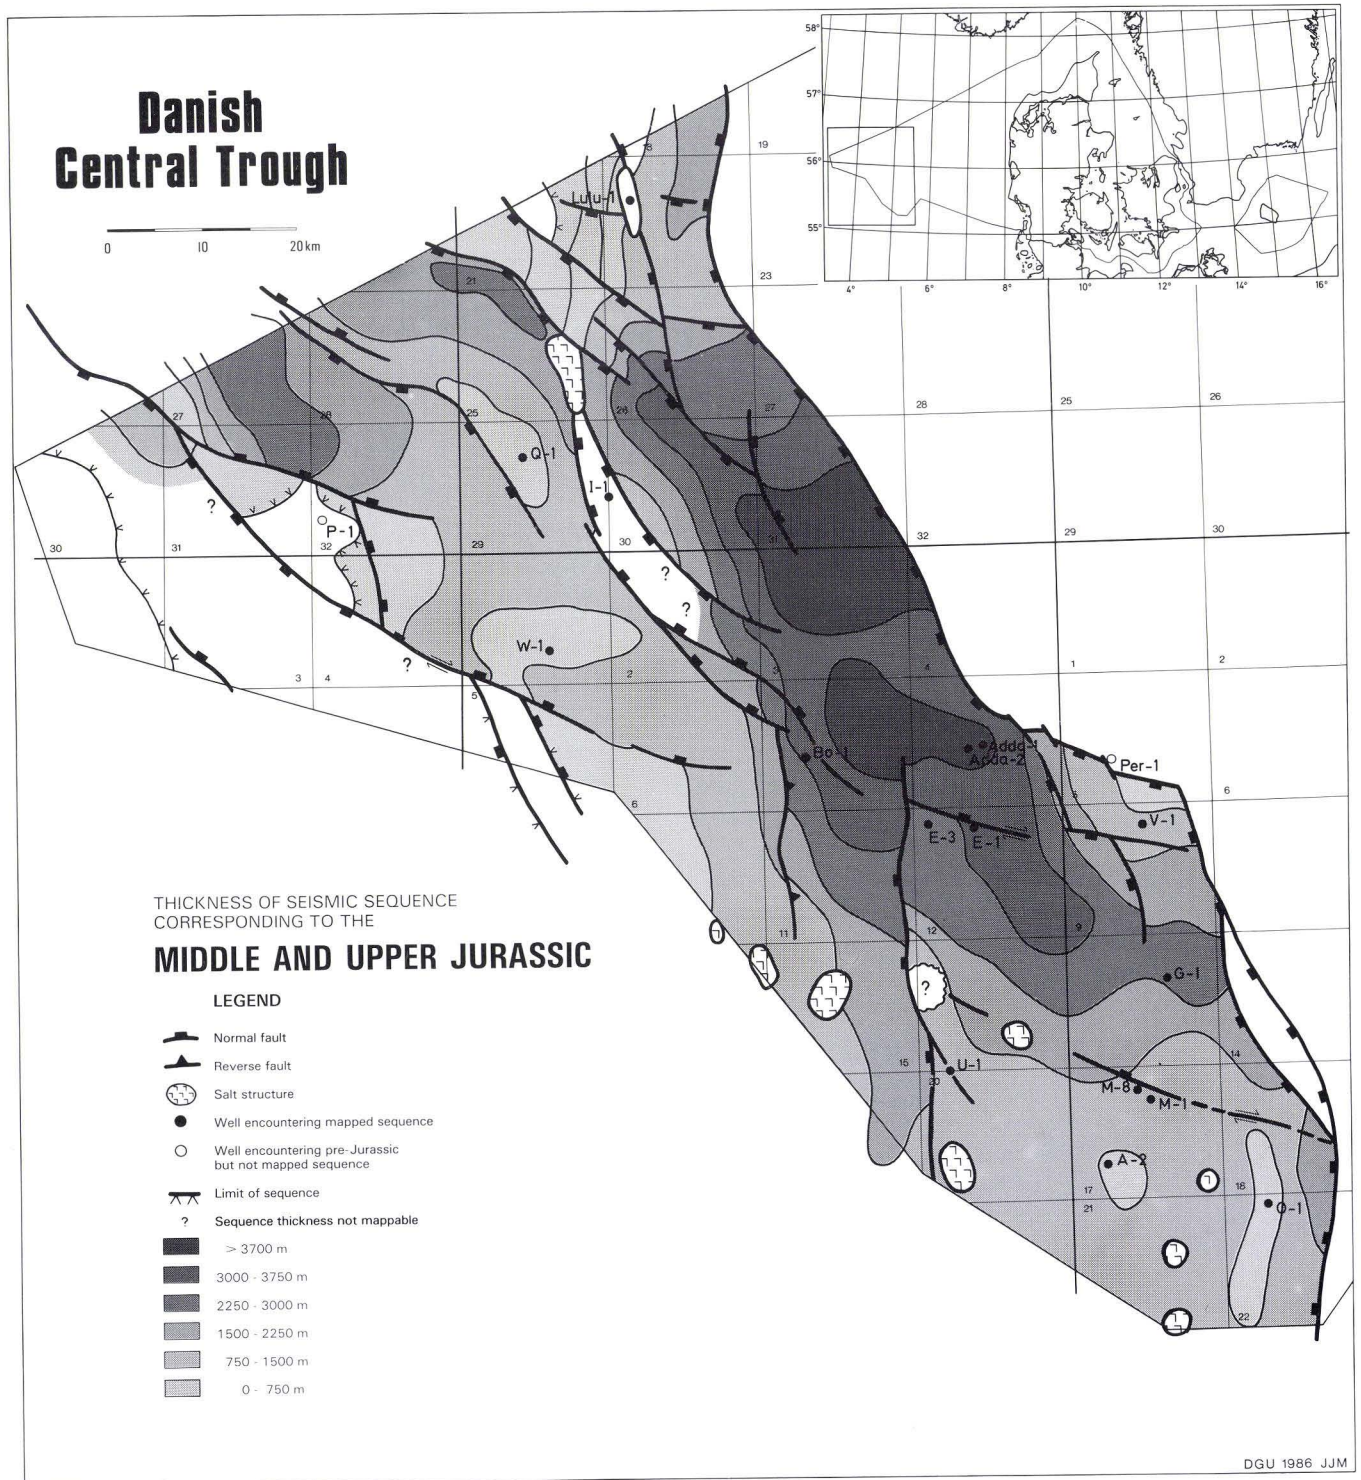 Danish
Central Trough
0 10 20 km
58°
57°
56°
55°
4° 6° 8° 10° 12° 14° 16°
18
19
Lulu-1
21
23
27
28
25
26
27
28
25
26
Q-1
I-1
?
P-1
30
31
32
29
30
31
32
29
30
?
?
?
W-1
3
4
5
2
3
4
1
2
Bo-1
Adda-1
Adda-2
Per-1
6
5
6
V-1
E-3
E-1
11
12
9
?
G-1
15
20
U-1
14
M-8
M-1
A-2
17
21
18
O-1
22
THICKNESS OF SEISMIC SEQUENCE
CORRESPONDING TO THE
MIDDLE AND UPPER JURASSIC
LEGEND
Normal fault
Reverse fault
Salt structure
Well encountering mapped sequence
Well encountering pre-Jurassic
but not mapped sequence
Limit of sequence
? Sequence thickness not mappable
> 3700 m
3000 - 3750 m
2250 - 3000 m
1500 - 2250 m
750 - 1500 m
0 - 750 m
DGU 1986 JJM